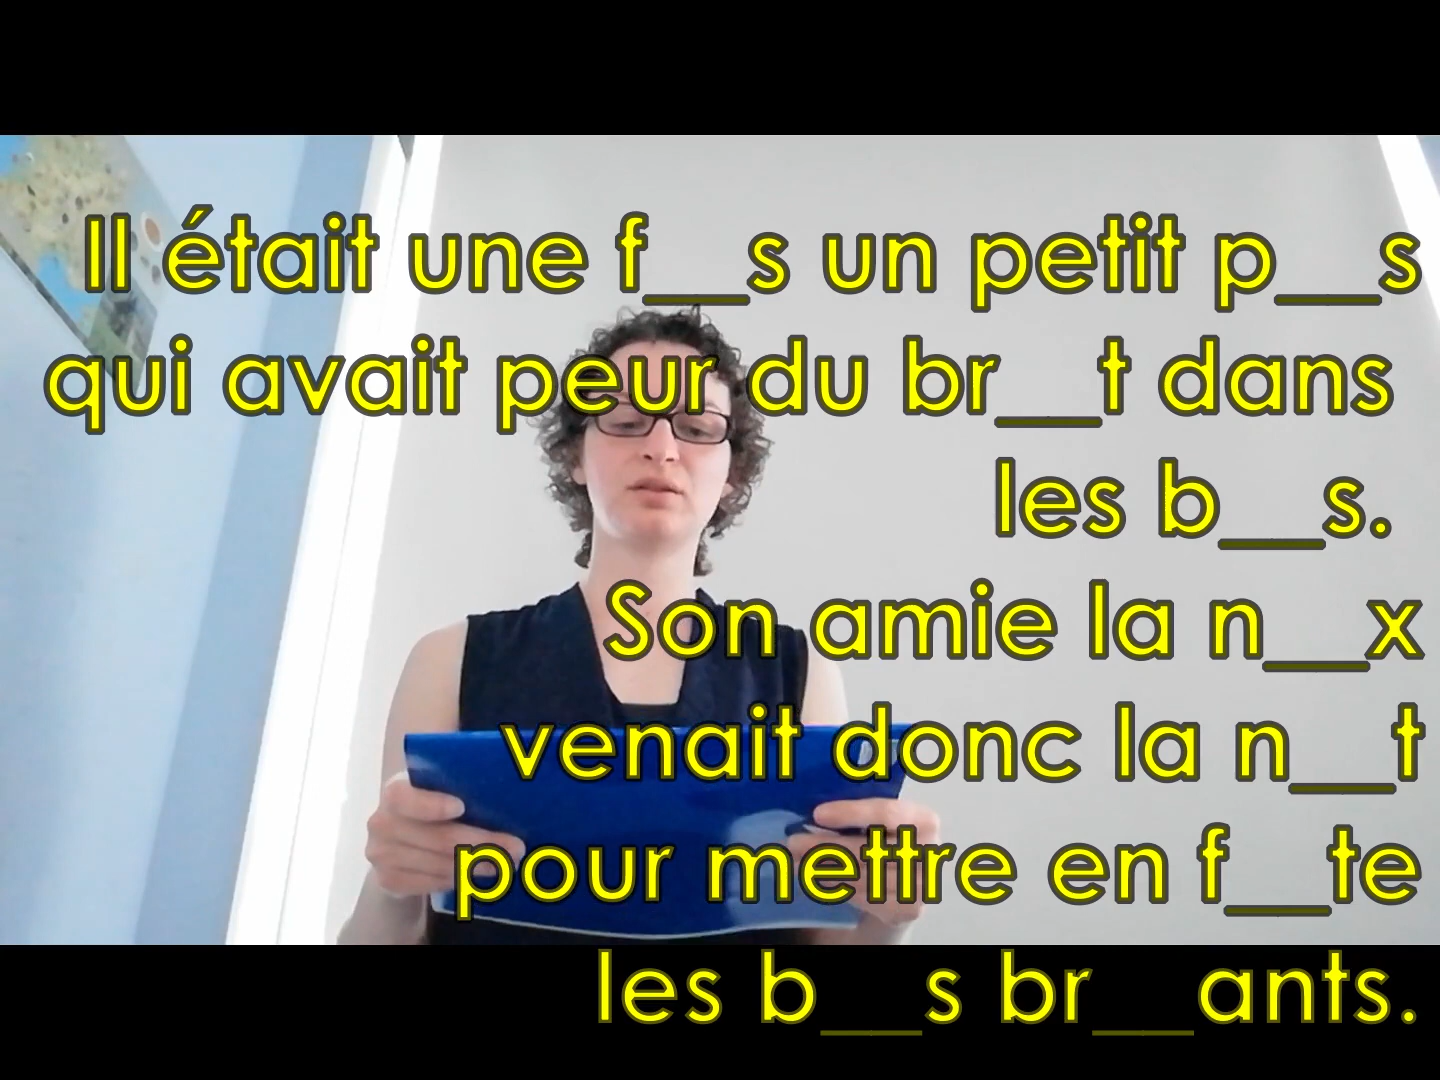 Il était une f__s un petit p__s
qui avait peur du br__t dans
les b__s.
Son amie la n__x
venait donc la n__t
pour mettre en f__te
les b__s br__ants.